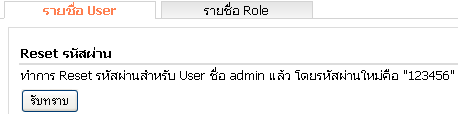 รายชื่อ User
รายชื่อ Role
Reset รหัสผ่าน
ทำการ Reset รหัสผ่านสำหรับ User ชื่อ admin แล้ว โดยรหัสผ่านใหม่คือ "123456"
รับทราบ